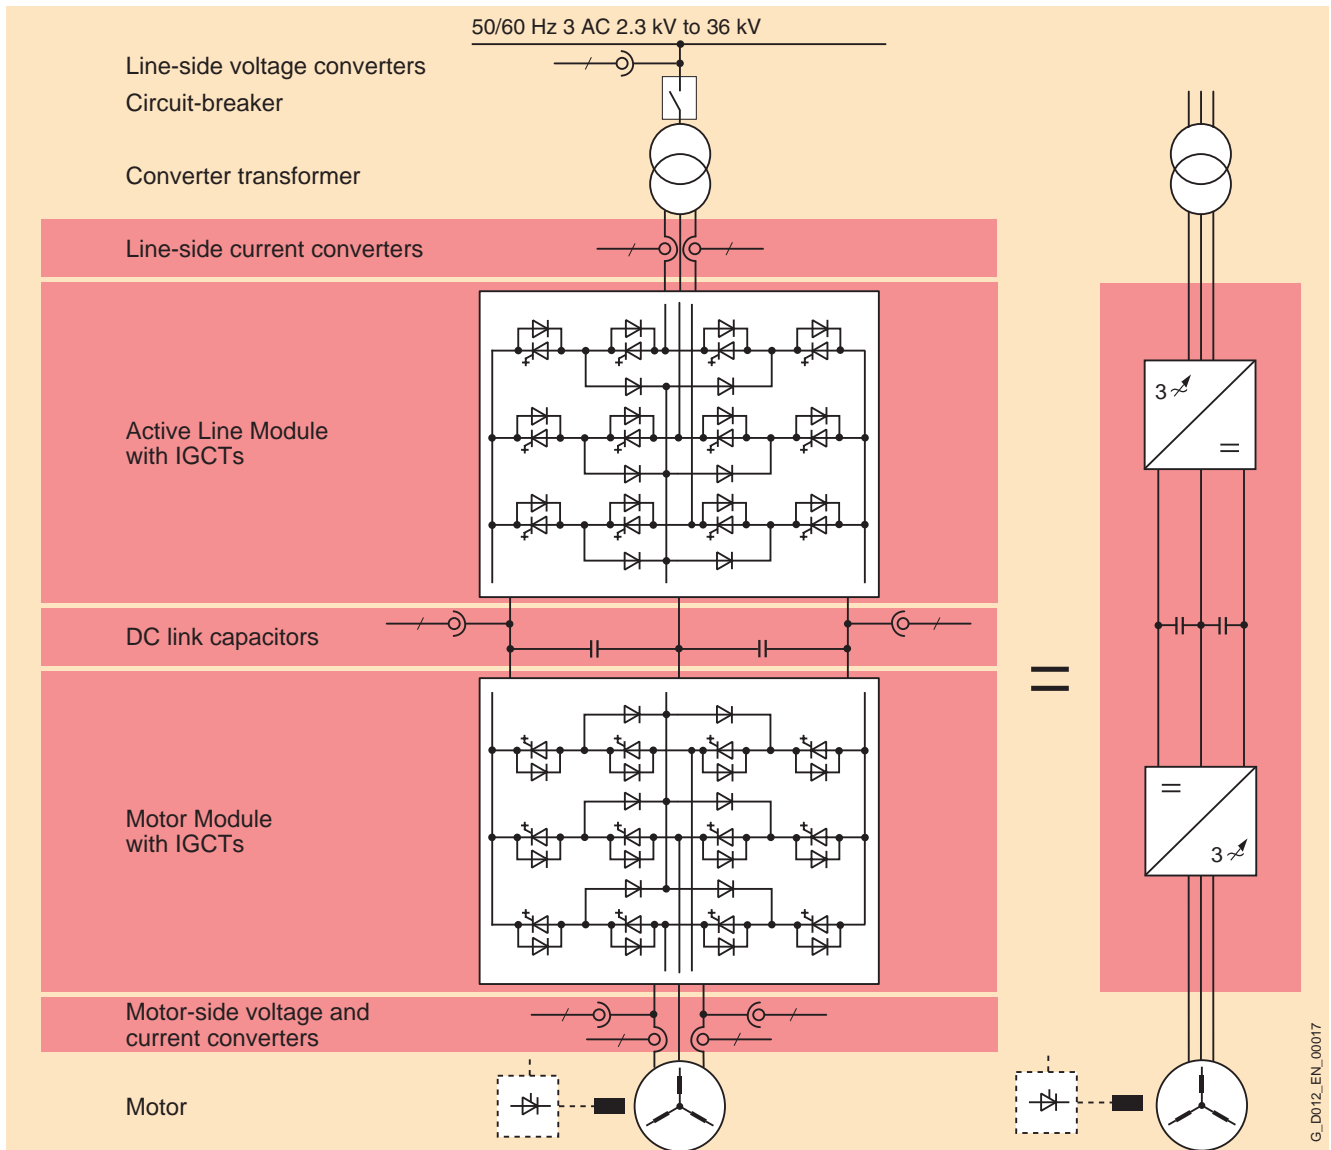 50/60 Hz 3 AC 2.3 kV to 36 kV
Line-side voltage converters
Circuit-breaker
Converter transformer
Line-side current converters
Active Line Module
with IGCTs
DC link capacitors
Motor Module
with IGCTs
Motor-side voltage and
current converters
Motor
3
=
=
=
3
G_D012_EN_00017